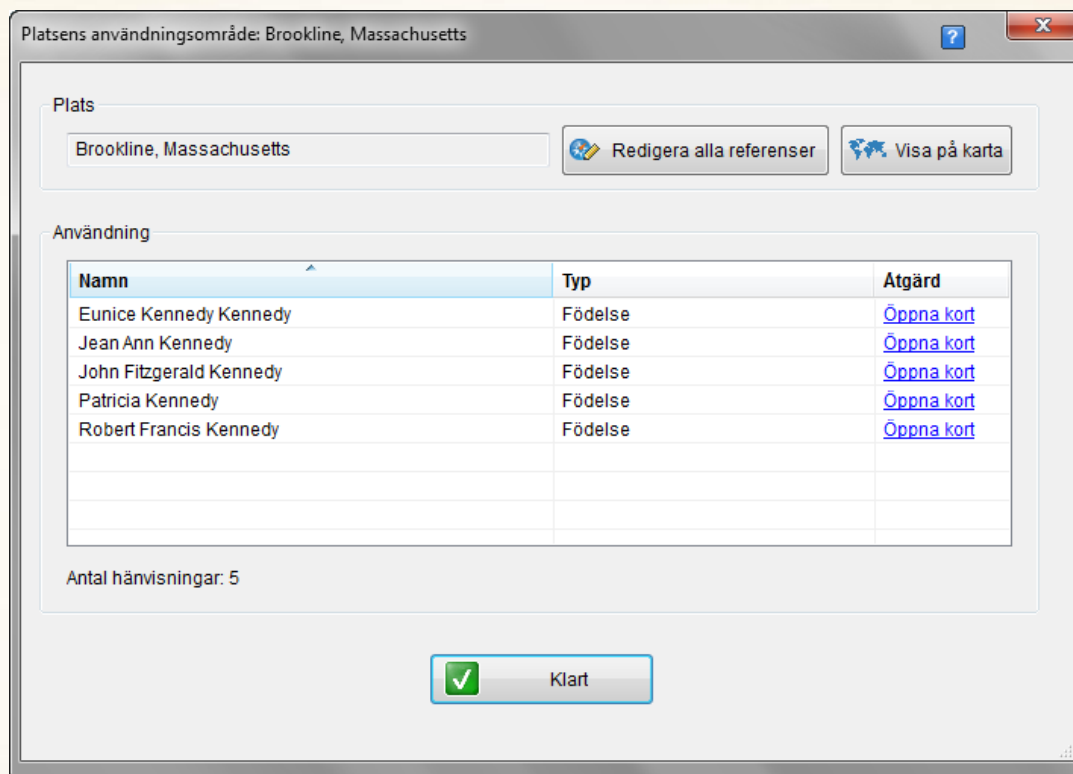 Platsens användningsområde: Brookline, Massachusetts
?
Plats
Brookline, Massachusetts
Redigera alla referenser
Visa på karta
Användning
Namn Typ Åtgärd
Eunice Kennedy Kennedy Födelse Öppna kort
Jean Ann Kennedy Födelse Öppna kort
John Fitzgerald Kennedy Födelse Öppna kort
Patricia Kennedy Födelse Öppna kort
Robert Francis Kennedy Födelse Öppna kort
Antal hänvisningar: 5
Klart